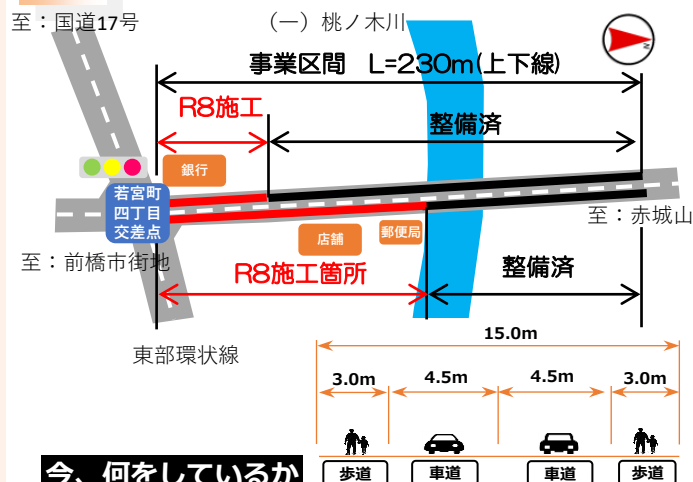 至：国道17号
（一）桃ノ木川
N
事業区間　L=230m(上下線)
R8施工
整備済
銀行
若宮町
四丁目
交差点
至：赤城山
店舗
郵便局
至：前橋市街地
R8施工箇所
整備済
東部環状線
15.0m
3.0m 4.5m 4.5m 3.0m
今、何をしているか
歩道 車道 車道 歩道